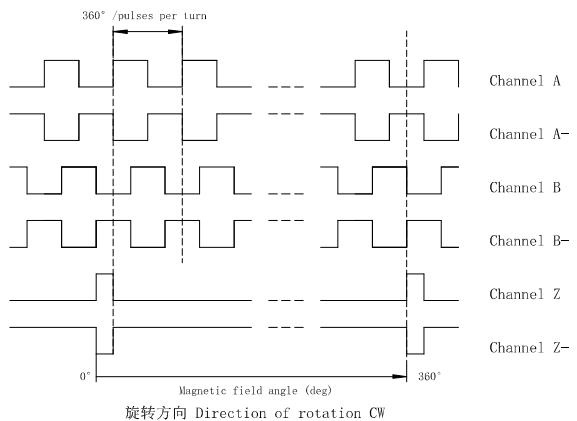 360° /pulses per turn
Channel A
Channel A-
Channel B
Channel B-
Channel Z
Channel Z-
0° 360°
Magnetic field angle (deg)
旋转方向 Direction of rotation CW